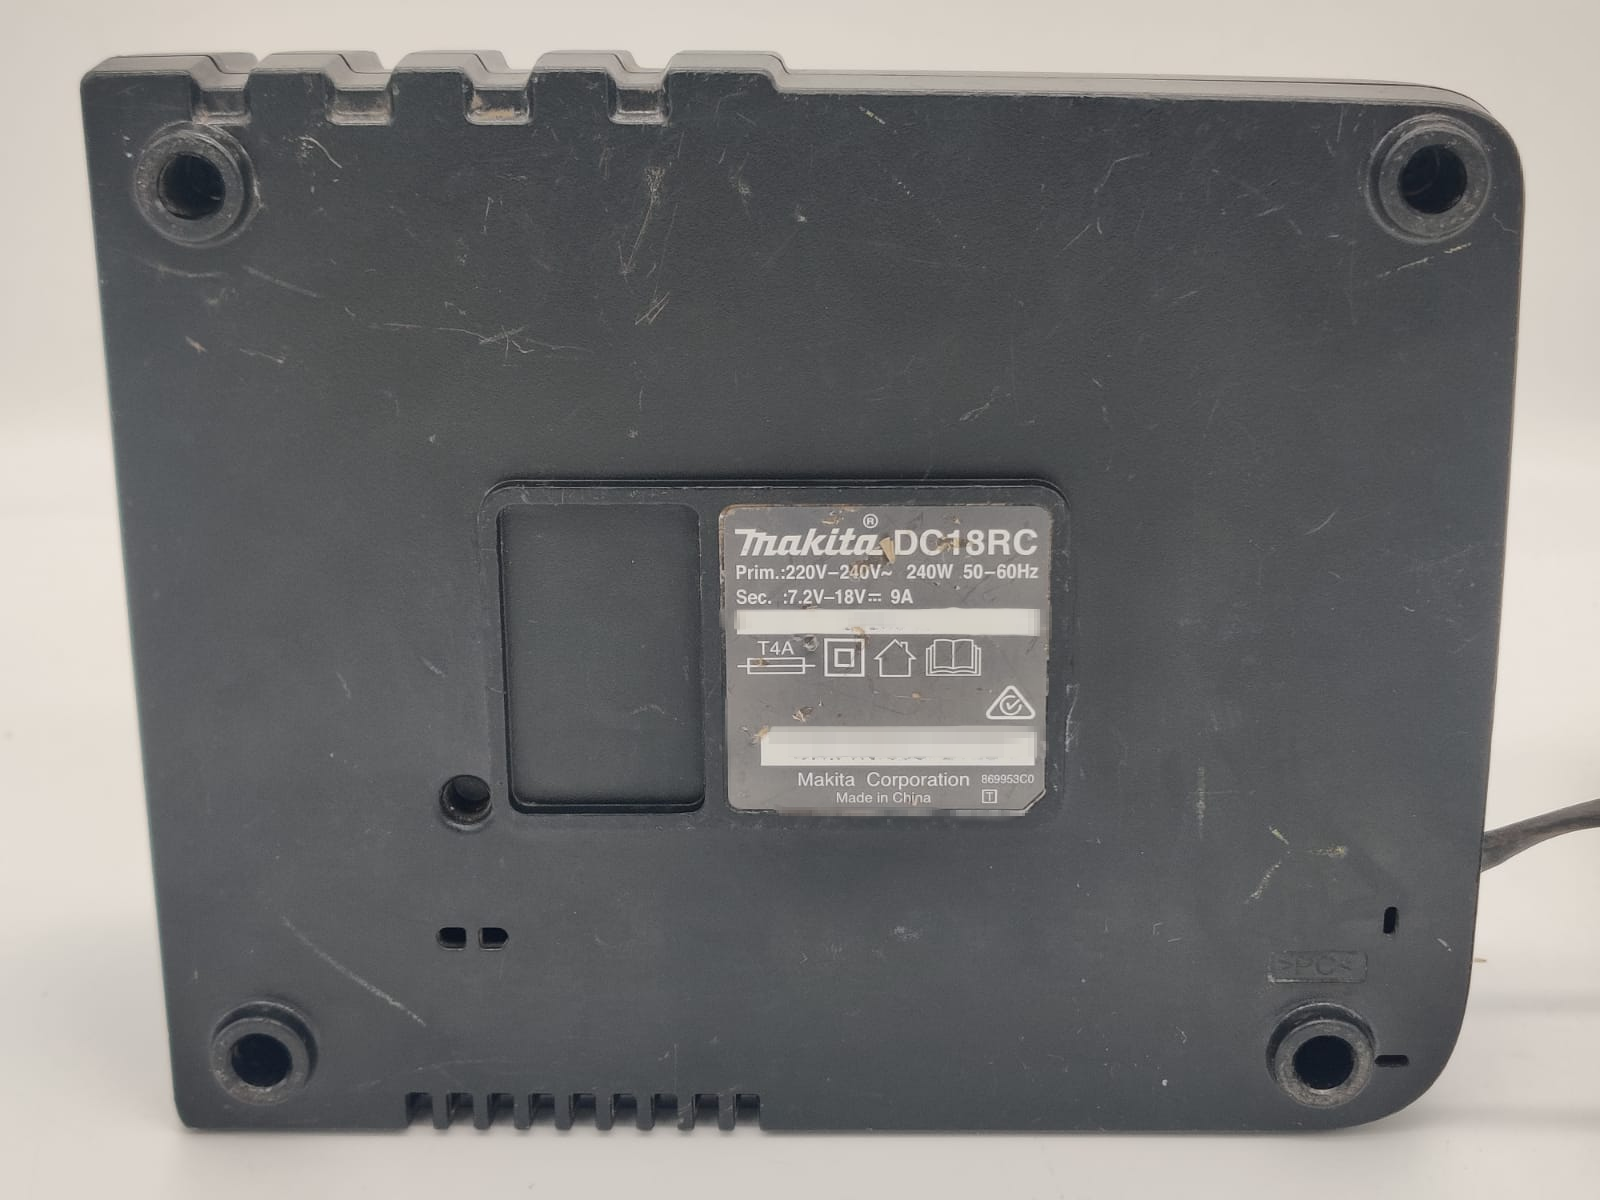 Makita® DC18RC
Prim.:220V–240V~ 240W 50–60Hz
Sec. :7.2V–18V⎓ 9A
T4A
Makita Corporation 869953C0
Made in China T
>PC<